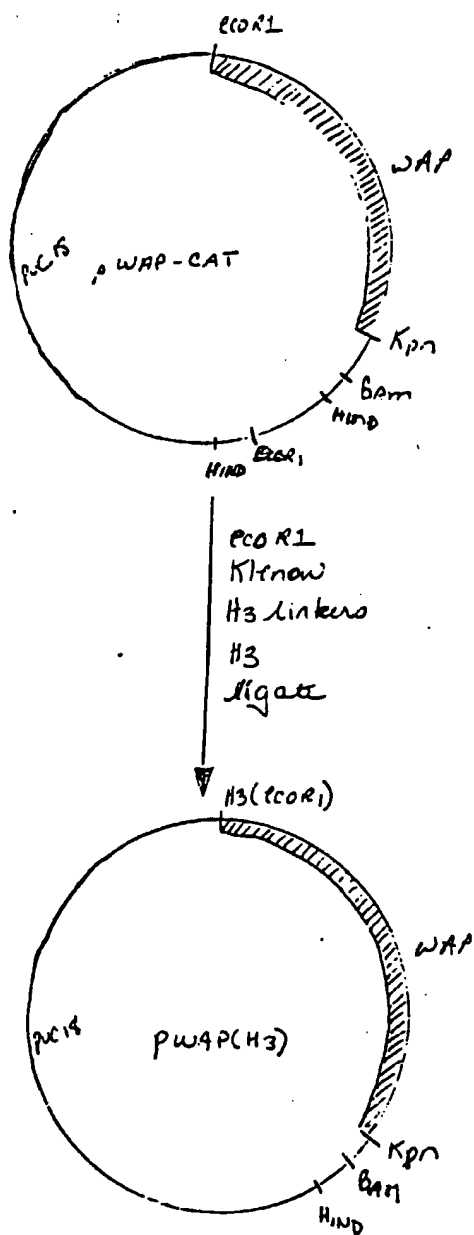 ecoR1
WAP
pUC18
pWAP-CAT
Kpn
BAM
HIND
EcoR1
HIND
ecoR1
Klenow
H3 linkers
H3
ligate
H3(ecoR1)
WAP
pUC18
pWAP(H3)
Kpn
BAM
HIND